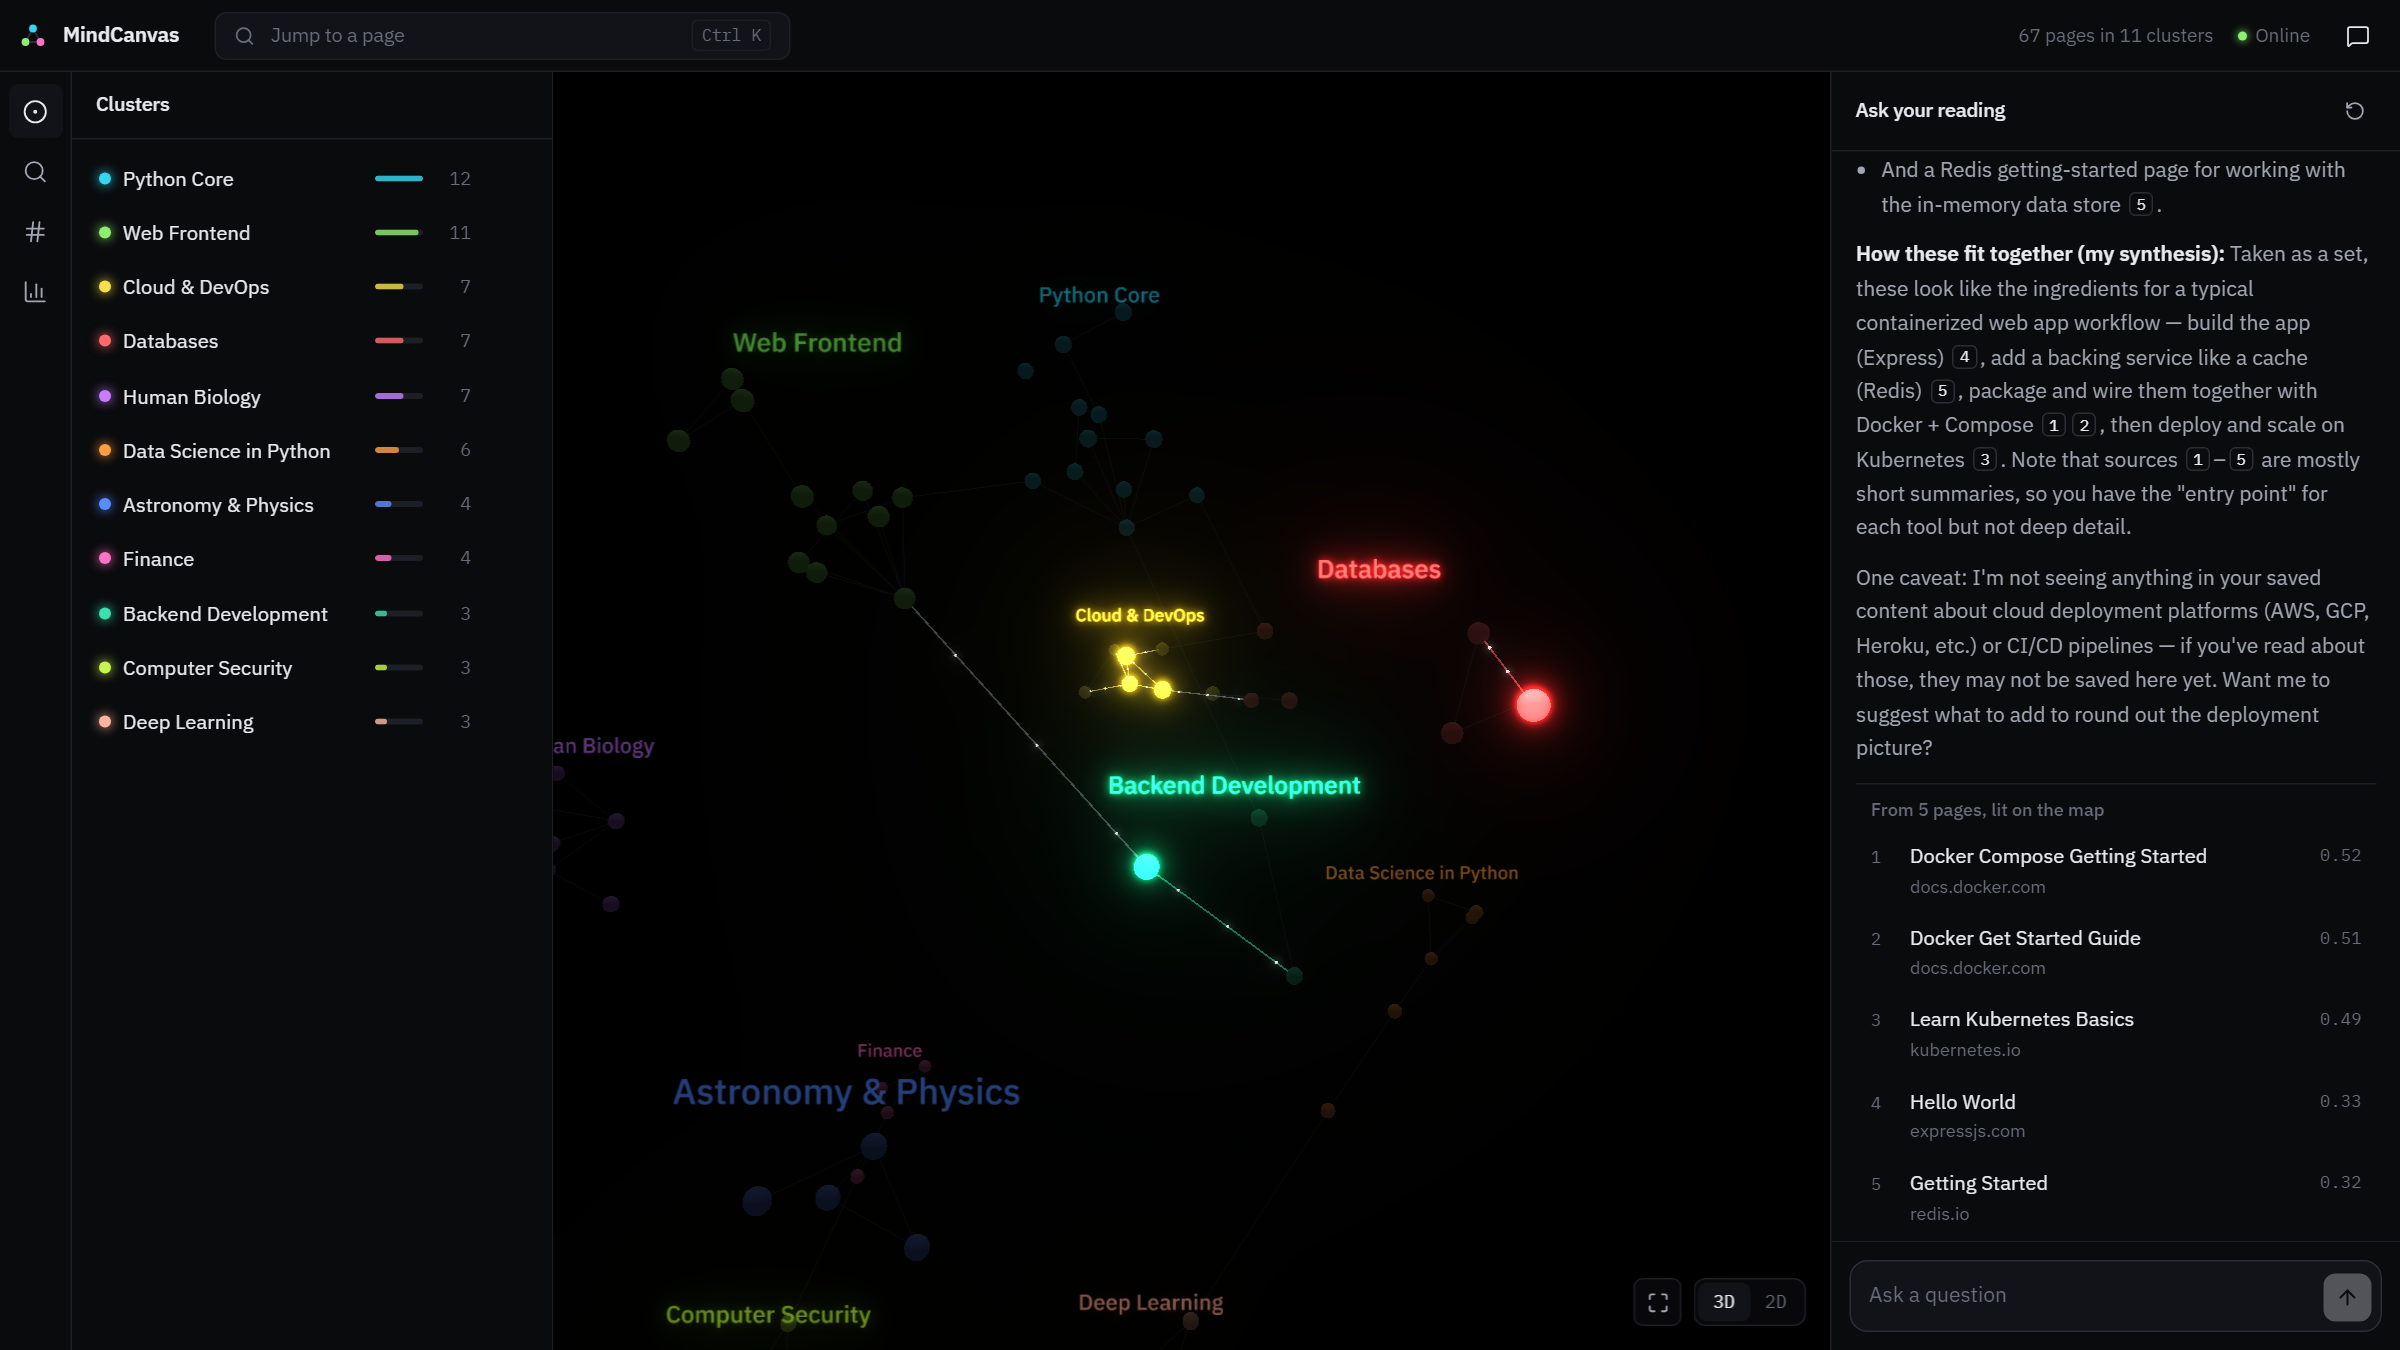 MindCanvas
Jump to a page
Ctrl K
67 pages in 11 clusters
Online
Clusters
Python Core 12
Web Frontend 11
Cloud & DevOps 7
Databases 7
Human Biology 7
Data Science in Python 6
Astronomy & Physics 4
Finance 4
Backend Development 3
Computer Security 3
Deep Learning 3
Python Core
Web Frontend
Databases
Cloud & DevOps
an Biology
Backend Development
Data Science in Python
Finance
Astronomy & Physics
Computer Security
Deep Learning
3D 2D
Ask your reading
And a Redis getting-started page for working with
the in-memory data store 5 .
How these fit together (my synthesis): Taken as a set,
these look like the ingredients for a typical
containerized web app workflow — build the app
(Express) 4 , add a backing service like a cache
(Redis) 5 , package and wire them together with
Docker + Compose 1 2 , then deploy and scale on
Kubernetes 3 . Note that sources 1 – 5 are mostly
short summaries, so you have the "entry point" for
each tool but not deep detail.
One caveat: I'm not seeing anything in your saved
content about cloud deployment platforms (AWS, GCP,
Heroku, etc.) or CI/CD pipelines — if you've read about
those, they may not be saved here yet. Want me to
suggest what to add to round out the deployment
picture?
From 5 pages, lit on the map
1 Docker Compose Getting Started 0.52
docs.docker.com
2 Docker Get Started Guide 0.51
docs.docker.com
3 Learn Kubernetes Basics 0.49
kubernetes.io
4 Hello World 0.33
expressjs.com
5 Getting Started 0.32
redis.io
Ask a question